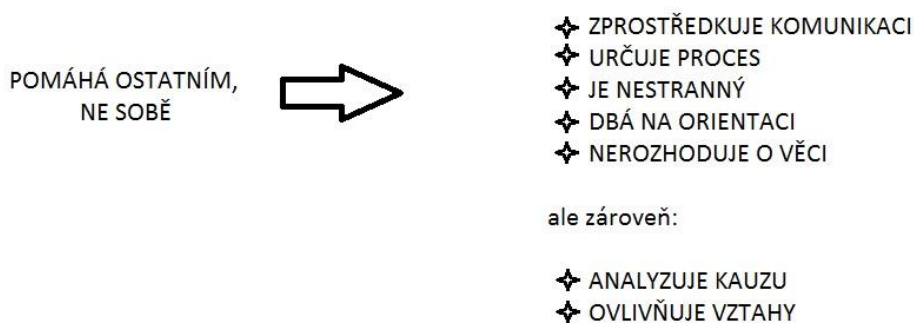 POMÁHÁ OSTATNÍM,
NE SOBĚ
ZPROSTŘEDKUJE KOMUNIKACI
URČUJE PROCES
JE NESTRANNÝ
DBÁ NA ORIENTACI
NEROZHODUJE O VĚCI
ale zároveň:
ANALYZUJE KAUZU
OVLIVŇUJE VZTAHY